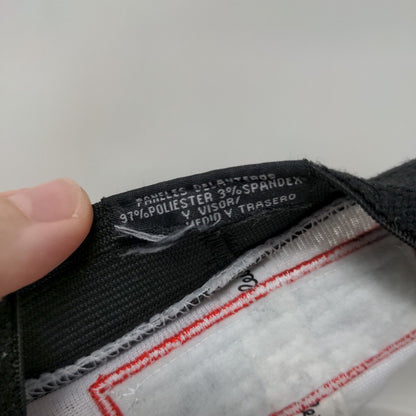 PANELES DELANTEROS
97% POLIESTER 3% SPANDEX
Y VISOR/
MEDIO Y TRASERO